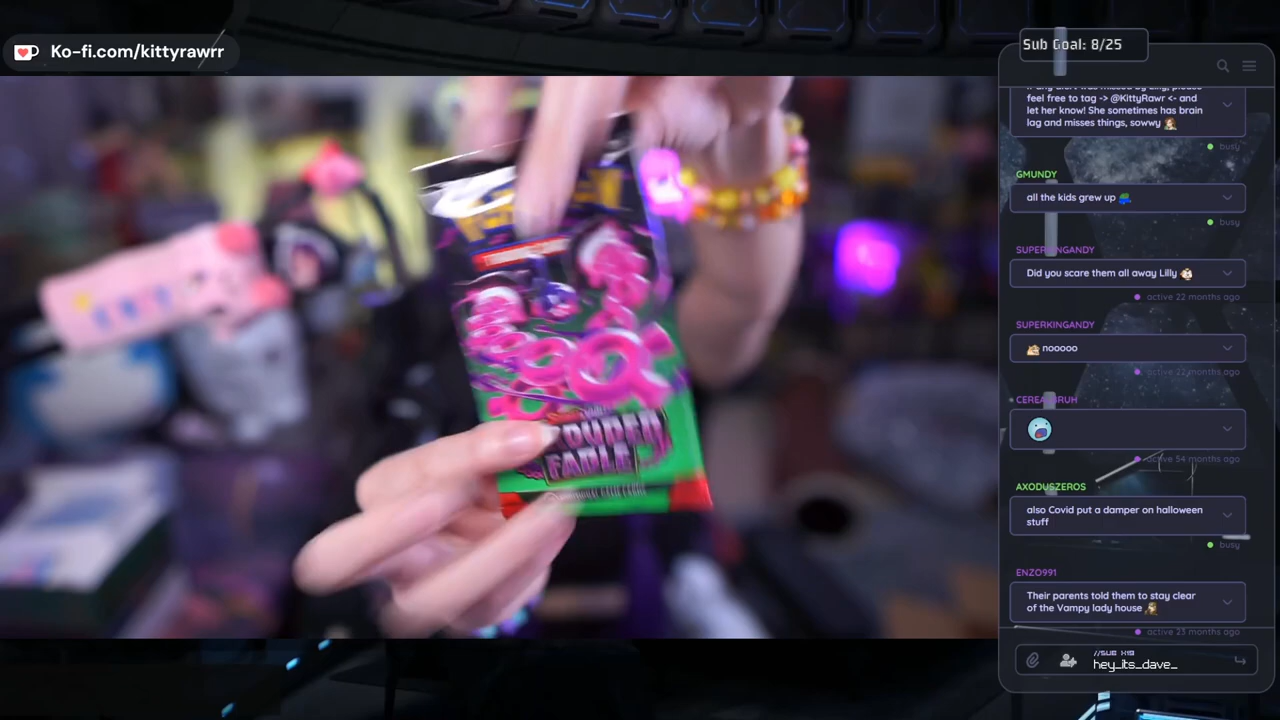 Ko-fi.com/kittyrawrr
Sub Goal: 8/25
feel free to tag -> @KittyRawr <- and
let her know! She sometimes has brain
lag and misses things, sowwy
busy
GMUNDY
all the kids grew up
busy
SUPERKINGANDY
Did you scare them all away Lilly
active 22 months ago
SUPERKINGANDY
nooooo
active 22 months ago
CEREALBRUH
active 54 months ago
AXODUSZEROS
also Covid put a damper on halloween
stuff
busy
ENZO991
Their parents told them to stay clear
of the Vampy lady house
active 23 months ago
hey_its_dave_
SHROUDED
FABLE